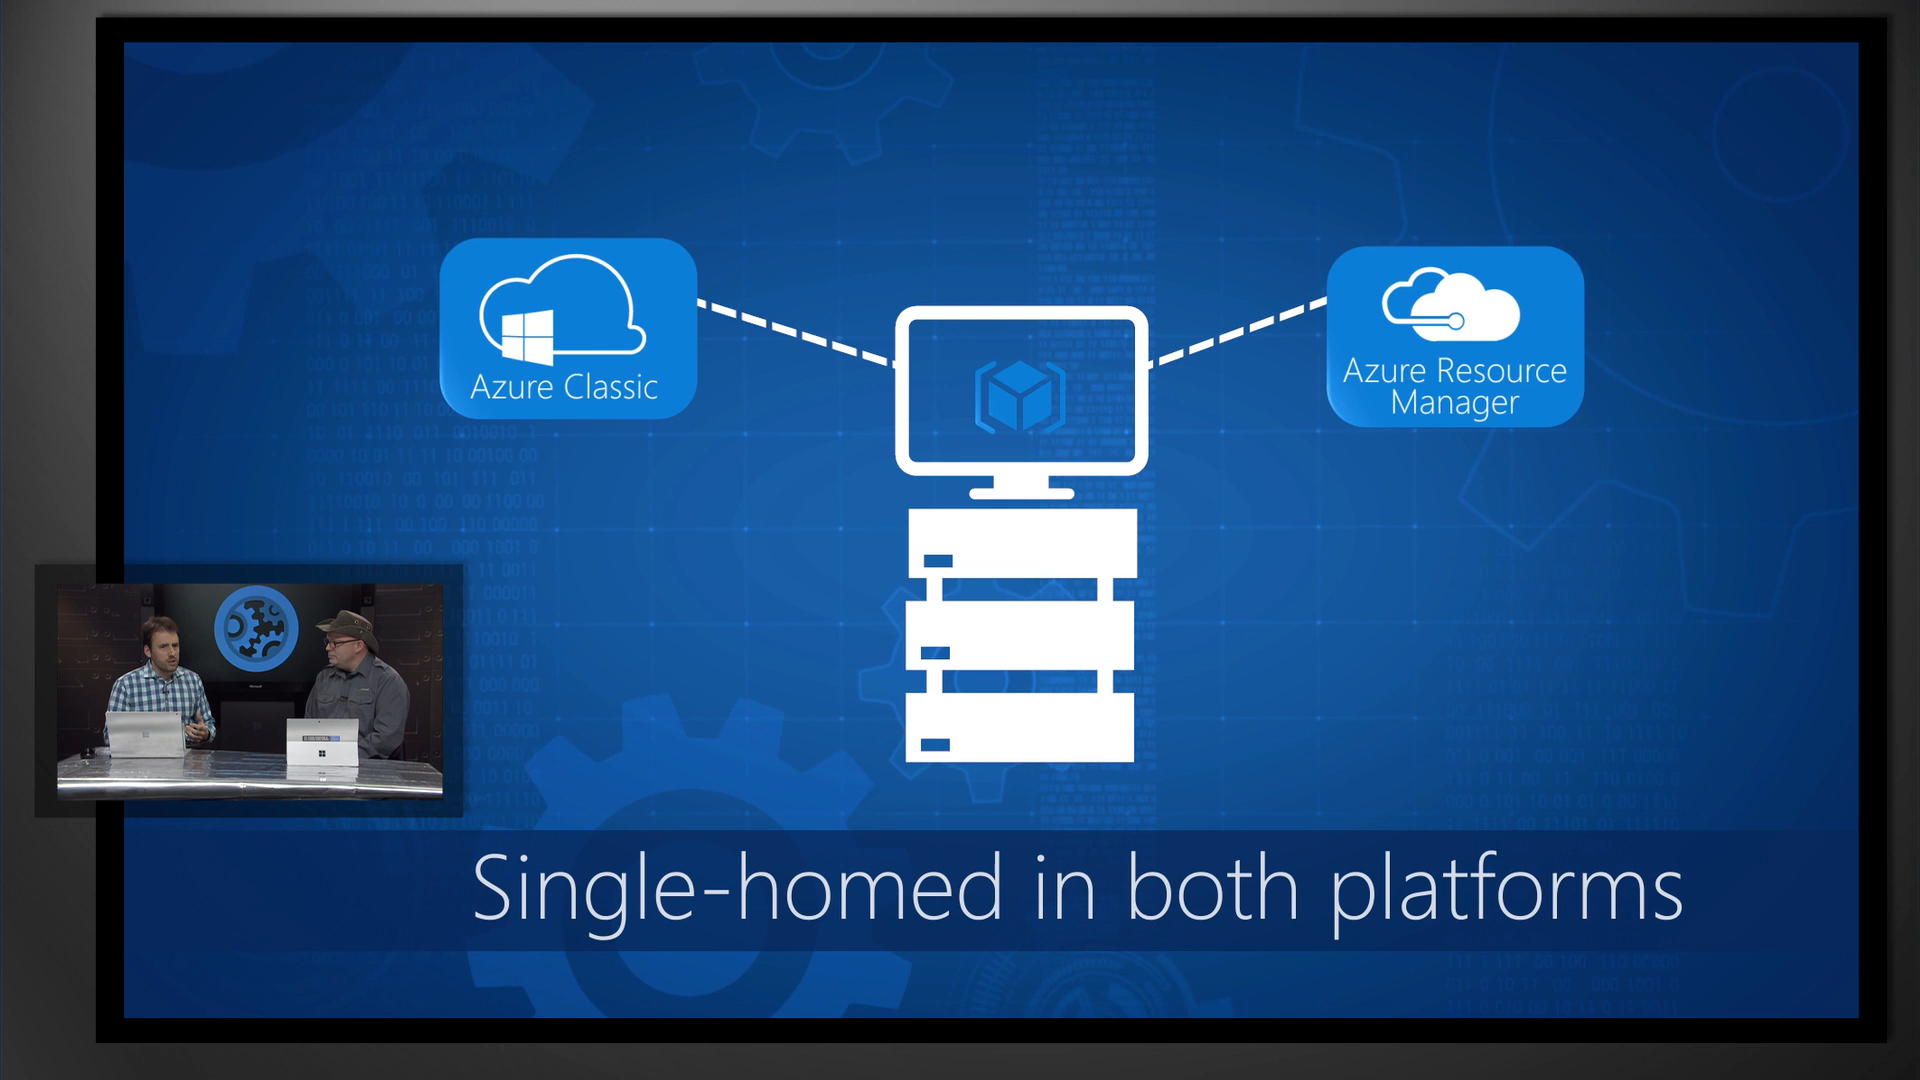 Azure Classic
Azure Resource
Manager
Single-homed in both platforms